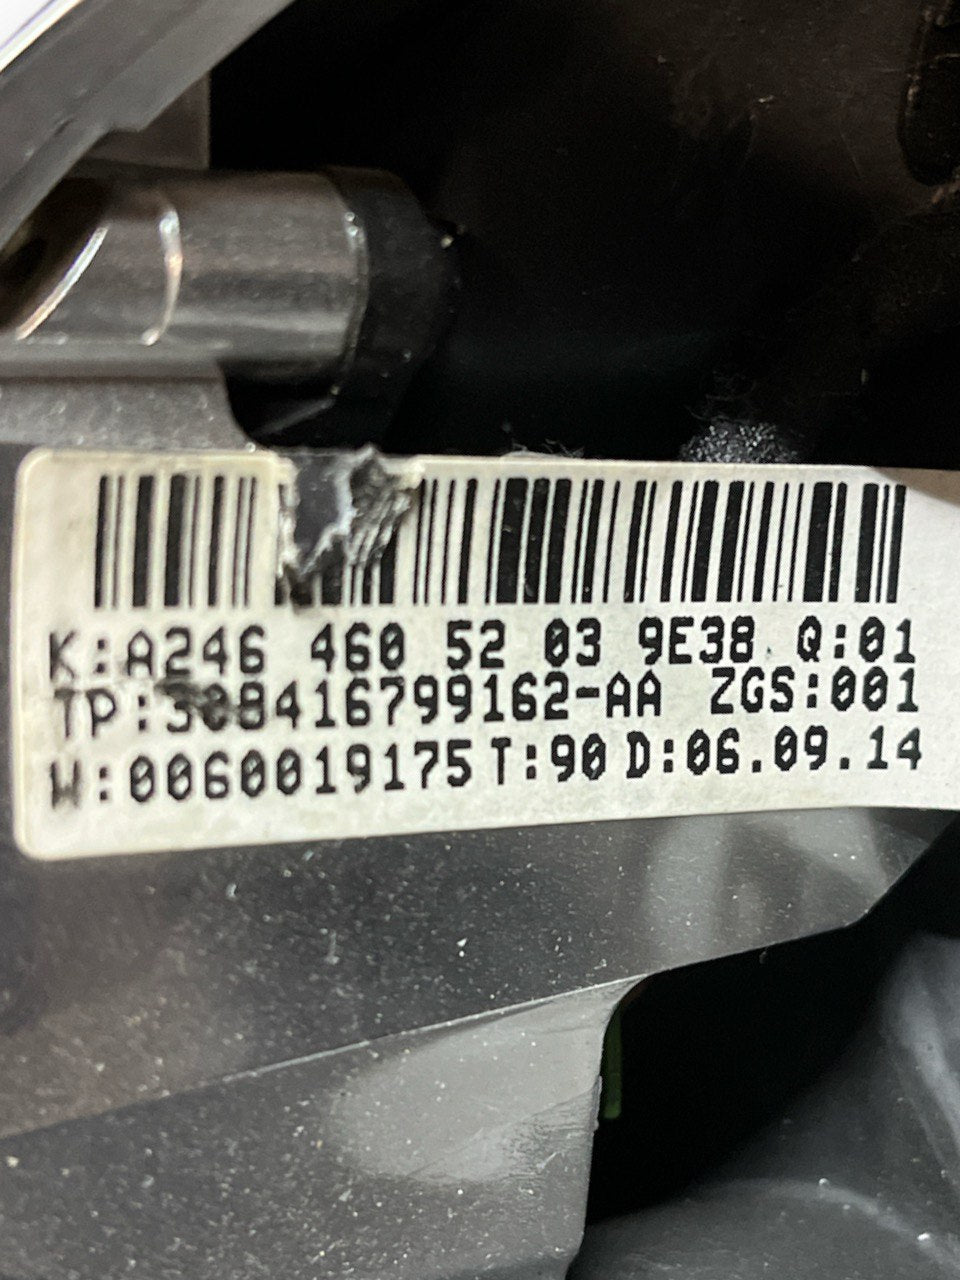 K:A246 460 52 03 9E38 Q:01
TP:308416799162-AA ZGS:001
W:0060019175 T:90 D:06.09.14